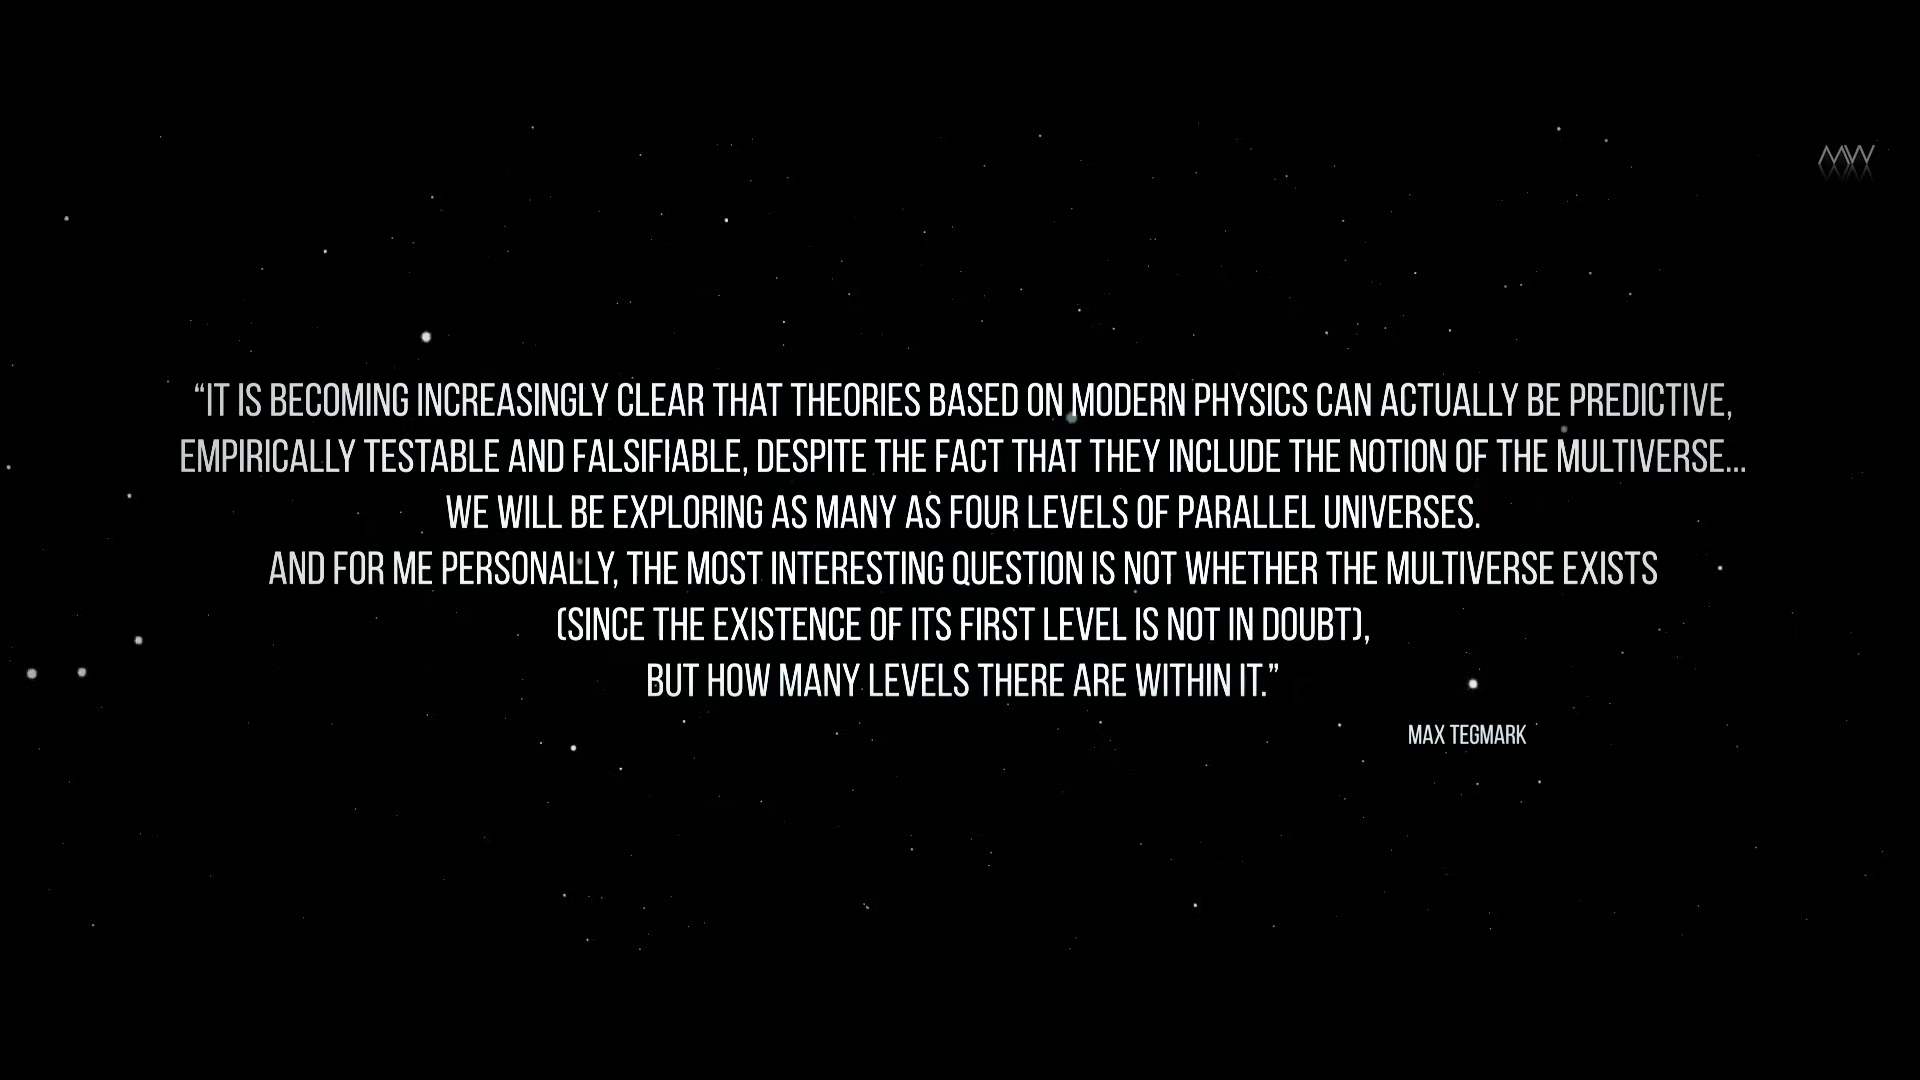 MW
“IT IS BECOMING INCREASINGLY CLEAR THAT THEORIES BASED ON MODERN PHYSICS CAN ACTUALLY BE PREDICTIVE,
EMPIRICALLY TESTABLE AND FALSIFIABLE, DESPITE THE FACT THAT THEY INCLUDE THE NOTION OF THE MULTIVERSE...
WE WILL BE EXPLORING AS MANY AS FOUR LEVELS OF PARALLEL UNIVERSES.
AND FOR ME PERSONALLY, THE MOST INTERESTING QUESTION IS NOT WHETHER THE MULTIVERSE EXISTS
(SINCE THE EXISTENCE OF ITS FIRST LEVEL IS NOT IN DOUBT),
BUT HOW MANY LEVELS THERE ARE WITHIN IT.”
MAX TEGMARK